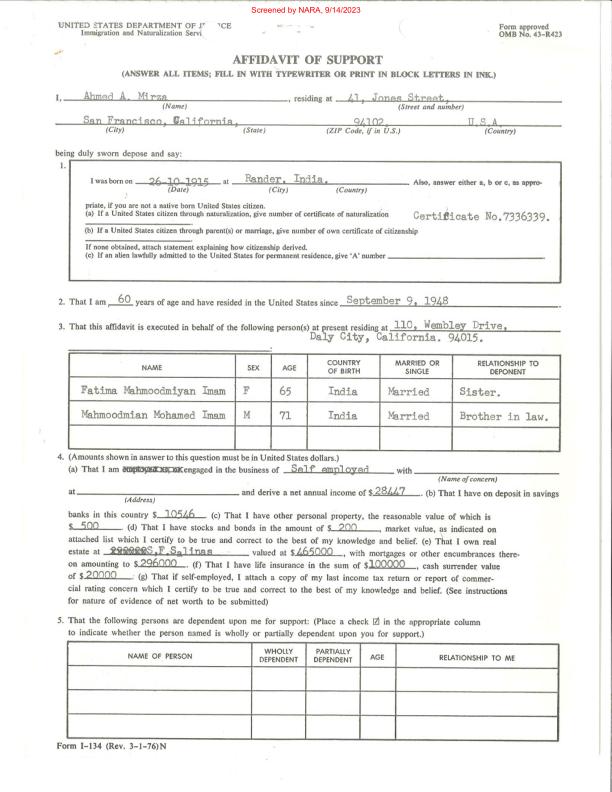 Screened by NARA, 9/14/2023
UNITED STATES DEPARTMENT OF J CE
Immigration and Naturalization Servi
Form approved
OMB No. 43-R423
AFFIDAVIT OF SUPPORT
(ANSWER ALL ITEMS; FILL IN WITH TYPEWRITER OR PRINT IN BLOCK LETTERS IN INK.)
I, Ahmed A. Mirza, residing at 41, Jones Street,
(Name) (Street and number)
San Francisco, California, 94102, U.S.A.
(City) (State) (ZIP Code, if in U.S.) (Country)
being duly sworn depose and say:
1.
I was born on 26-10-1915 at Rander, India. Also, answer either a, b or c, as appro-
(Date) (City) (Country)
priate, if you are not a native born United States citizen.
(a) If a United States citizen through naturalization, give number of certificate of naturalization Certificate No.7336339.
(b) If a United States citizen through parent(s) or marriage, give number of own certificate of citizenship
If none obtained, attach statement explaining how citizenship derived.
(c) If an alien lawfully admitted to the United States for permanent residence, give 'A' number
2. That I am 60 years of age and have resided in the United States since September 9, 1948
3. That this affidavit is executed in behalf of the following person(s) at present residing at 110, Wembley Drive,
Daly City, California. 94015.
NAME SEX AGE COUNTRY OF BIRTH MARRIED OR SINGLE RELATIONSHIP TO DEPONENT
Fatima Mahmoodmiyan Imam F 65 India Married Sister.
Mahmoodmian Mohamed Imam M 71 India Married Brother in law.
4. (Amounts shown in answer to this question must be in United States dollars.)
(a) That I am engaged in the business of Self employed with
(Name of concern)
at and derive a net annual income of $28447. (b) That I have on deposit in savings
(Address)
banks in this country $ 10546 (c) That I have other personal property, the reasonable value of which is
$ 500. (d) That I have stocks and bonds in the amount of $ 200, market value, as indicated on
attached list which I certify to be true and correct to the best of my knowledge and belief. (e) That I own real
estate at S.F.Salinas valued at $465000, with mortgages or other encumbrances there-
on amounting to $296000. (f) That I have life insurance in the sum of $100000, cash surrender value
of $20000. (g) That if self-employed, I attach a copy of my last income tax return or report of commer-
cial rating concern which I certify to be true and correct to the best of my knowledge and belief. (See instructions
for nature of evidence of net worth to be submitted)
5. That the following persons are dependent upon me for support: (Place a check ☑ in the appropriate column
to indicate whether the person named is wholly or partially dependent upon you for support.)
NAME OF PERSON WHOLLY DEPENDENT PARTIALLY DEPENDENT AGE RELATIONSHIP TO ME
Form I-134 (Rev. 3-1-76)N